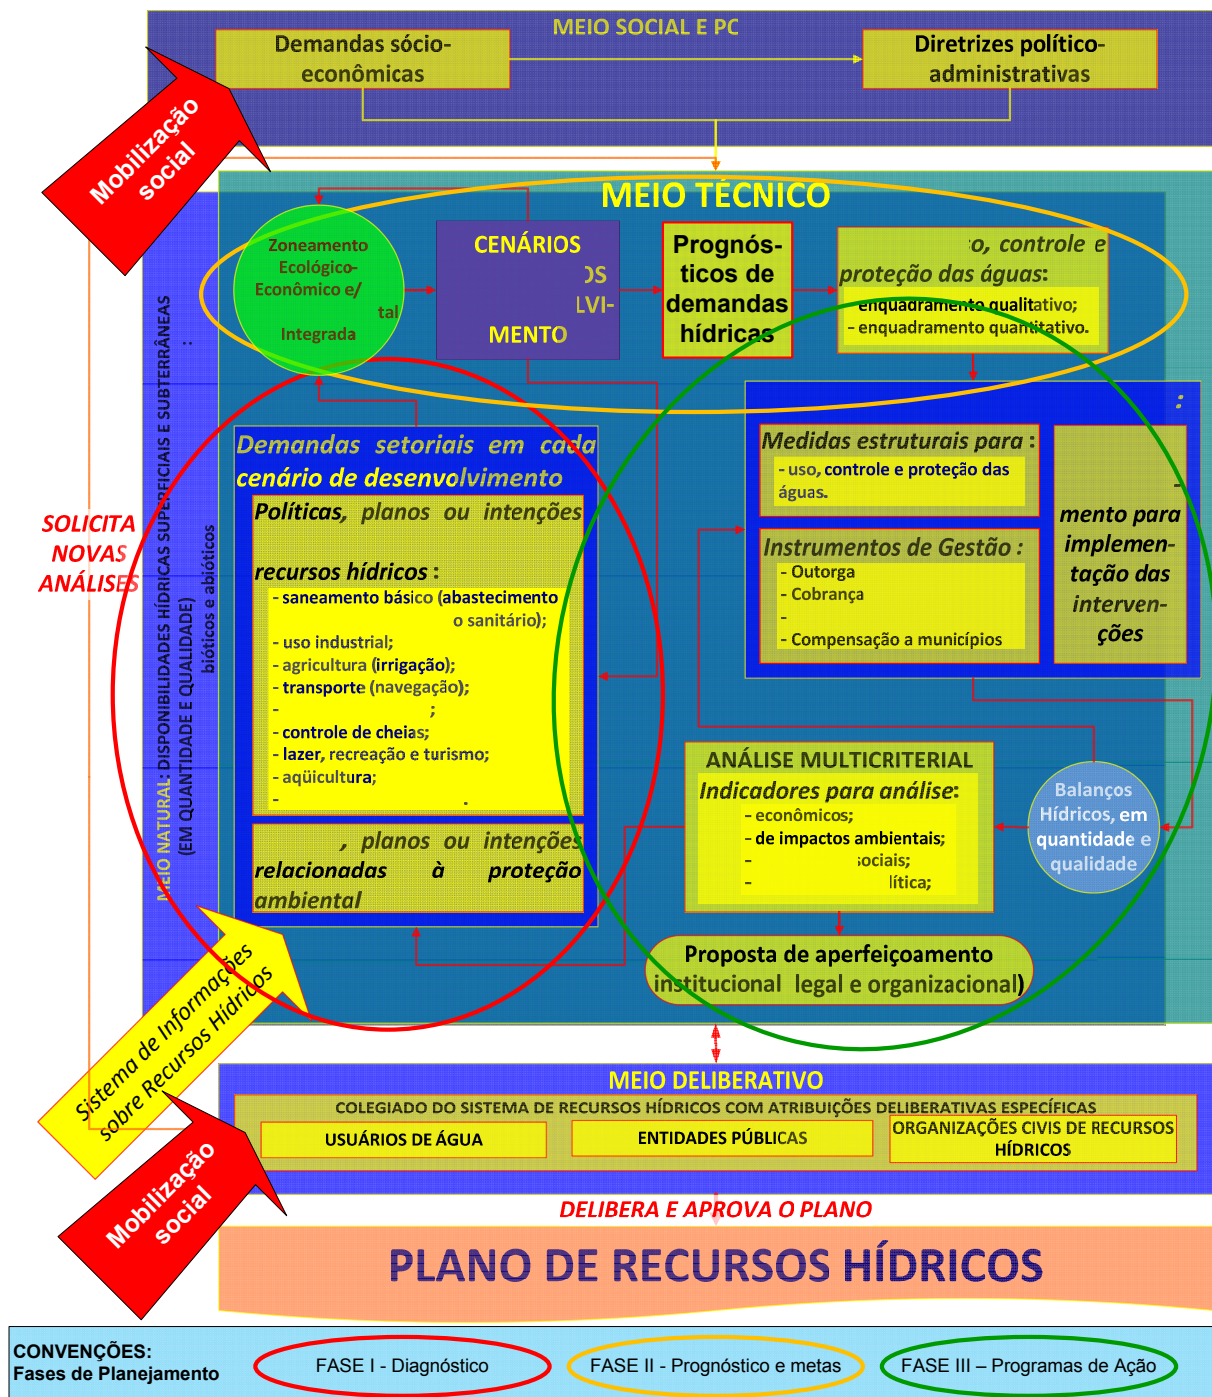 MEIO SOCIAL E PC
Demandas sócio-
econômicas
Diretrizes político-
administrativas
Mobilização
social
MEIO TÉCNICO
Zoneamento
Ecológico-
Econômico e/
tal
Integrada
CENÁRIOS
OS
LVI-
MENTO
Prognós-
ticos de
demandas
hídricas
o, controle e
proteção das águas:
enquadramento qualitativo;
- enquadramento quantitativo.
MEIO NATURAL: DISPONIBILIDADES HÍDRICAS SUPERFICIAIS E SUBTERRÂNEAS
(EM QUANTIDADE E QUALIDADE) :
bióticos e abióticos
SOLICITA
NOVAS
ANÁLISES
Demandas setoriais em cada
cenário de desenvolvimento
Políticas, planos ou intenções
recursos hídricos :
- saneamento básico (abastecimento
o sanitário);
- uso industrial;
- agricultura (irrigação);
- transporte (navegação);
- ;
- controle de cheias;
- lazer, recreação e turismo;
- aqüicultura;
- .
, planos ou intenções
relacionadas à proteção
ambiental
:
Medidas estruturais para :
- uso, controle e proteção das
águas.
Instrumentos de Gestão :
- Outorga
- Cobrança
-
- Compensação a municípios
-
mento para
implemen-
tação das
interven-
ções
ANÁLISE MULTICRITERIAL
Indicadores para análise:
- econômicos;
- de impactos ambientais;
- sociais;
- lítica;
Balanços
Hídricos, em
quantidade e
qualidade
Proposta de aperfeiçoamento
institucional legal e organizacional)
Sistema de Informações
sobre Recursos Hídricos
MEIO DELIBERATIVO
COLEGIADO DO SISTEMA DE RECURSOS HÍDRICOS COM ATRIBUIÇÕES DELIBERATIVAS ESPECÍFICAS
USUÁRIOS DE ÁGUA
ENTIDADES PÚBLICAS
ORGANIZAÇÕES CIVIS DE RECURSOS
HÍDRICOS
Mobilização
social
DELIBERA E APROVA O PLANO
PLANO DE RECURSOS HÍDRICOS
CONVENÇÕES:
Fases de Planejamento
FASE I - Diagnóstico
FASE II - Prognóstico e metas
FASE III – Programas de Ação